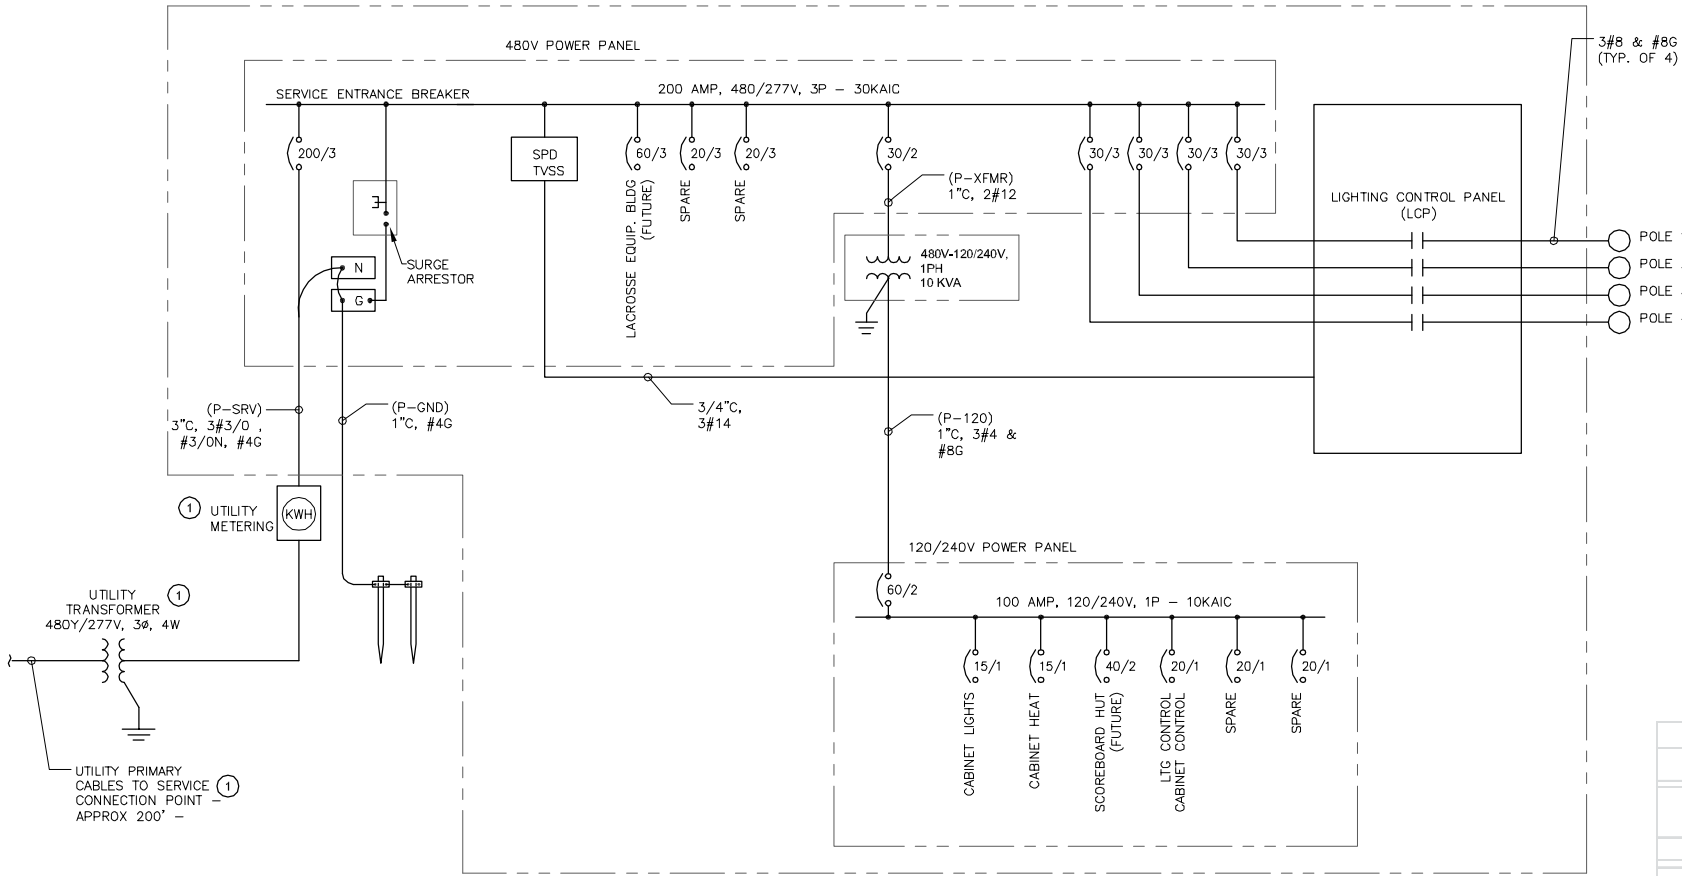 480V POWER PANEL
3#8 & #8G
(TYP. OF 4)
SERVICE ENTRANCE BREAKER
200 AMP, 480/277V, 3P – 30KAIC
200/3
SPD
TVSS
60/3
20/3
20/3
30/2
30/3
30/3
30/3
30/3
LACROSSE EQUIP. BLDG
(FUTURE)
SPARE
SPARE
(P–XFMR)
1"C, 2#12
LIGHTING CONTROL PANEL
(LCP)
SURGE
ARRESTOR
N
G
480V-120/240V,
1PH
10 KVA
POLE
POLE
POLE
POLE
(P–SRV)
3"C, 3#3/0 ,
#3/0N, #4G
(P–GND)
1"C, #4G
3/4"C,
3#14
(P–120)
1"C, 3#4 &
#8G
1
UTILITY
METERING
KWH
120/240V POWER PANEL
60/2
100 AMP, 120/240V, 1P – 10KAIC
UTILITY
TRANSFORMER
1
480Y/277V, 3ø, 4W
15/1
15/1
40/2
20/1
20/1
20/1
CABINET LIGHTS
CABINET HEAT
SCOREBOARD HUT
(FUTURE)
LTG CONTROL
CABINET CONTROL
SPARE
SPARE
UTILITY PRIMARY
CABLES TO SERVICE
1
CONNECTION POINT –
APPROX 200' –